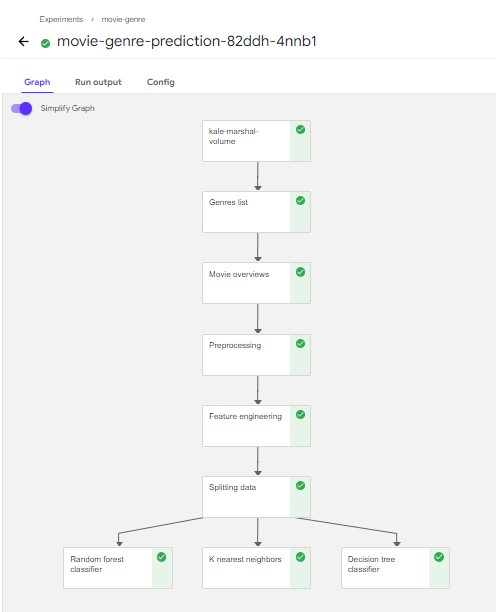 Experiments > movie-genre
movie-genre-prediction-82ddh-4nnb1
Graph Run output Config
Simplify Graph
kale-marshal-
volume
Genres list
Movie overviews
Preprocessing
Feature engineering
Splitting data
Random forest
classifier
K nearest neighbors
Decision tree
classifier